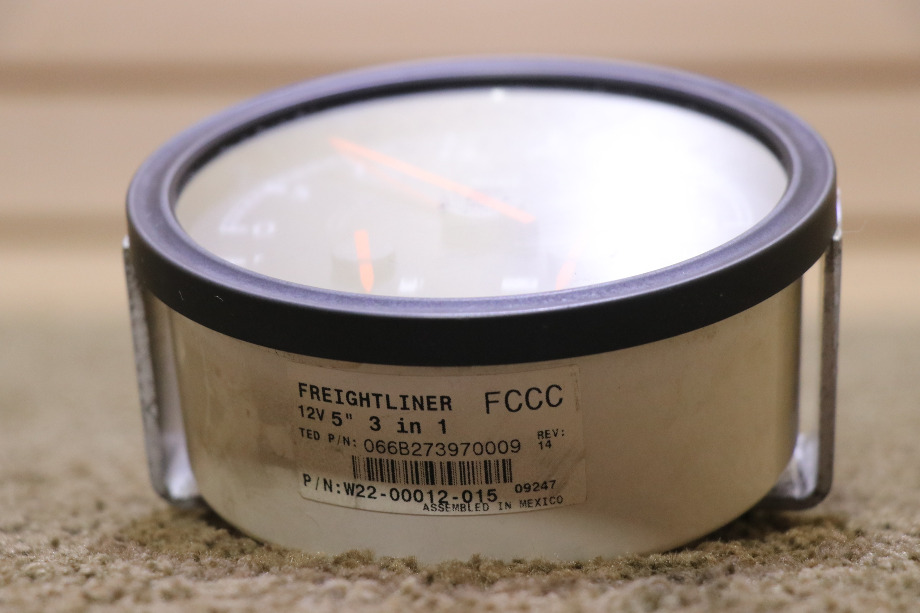 FREIGHTLINER FCCC
12V 5" 3 in 1
TED P/N: 066B273970009 REV: 14
P/N:W22-00012-015 09247
ASSEMBLED IN MEXICO